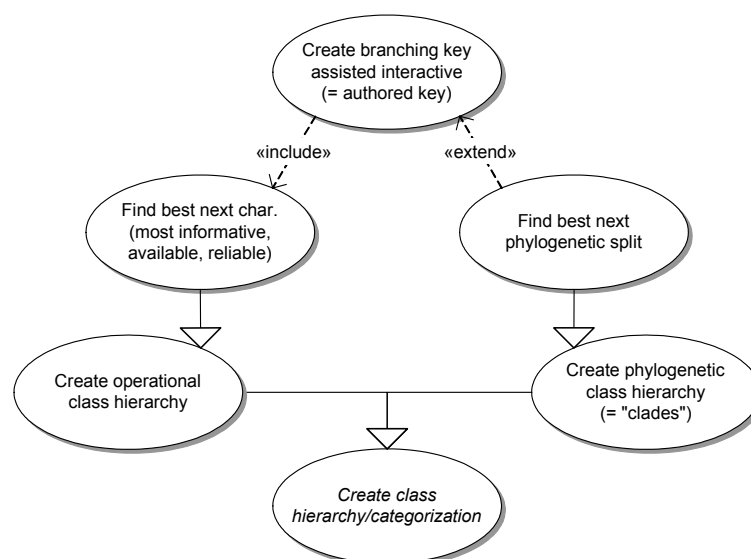 Create branching key
assisted interactive
(= authored key)
«include»
«extend»
Find best next char.
(most informative,
available, reliable)
Find best next
phylogenetic split
Create operational
class hierarchy
Create phylogenetic
class hierarchy
(= "clades")
Create class
hierarchy/categorization